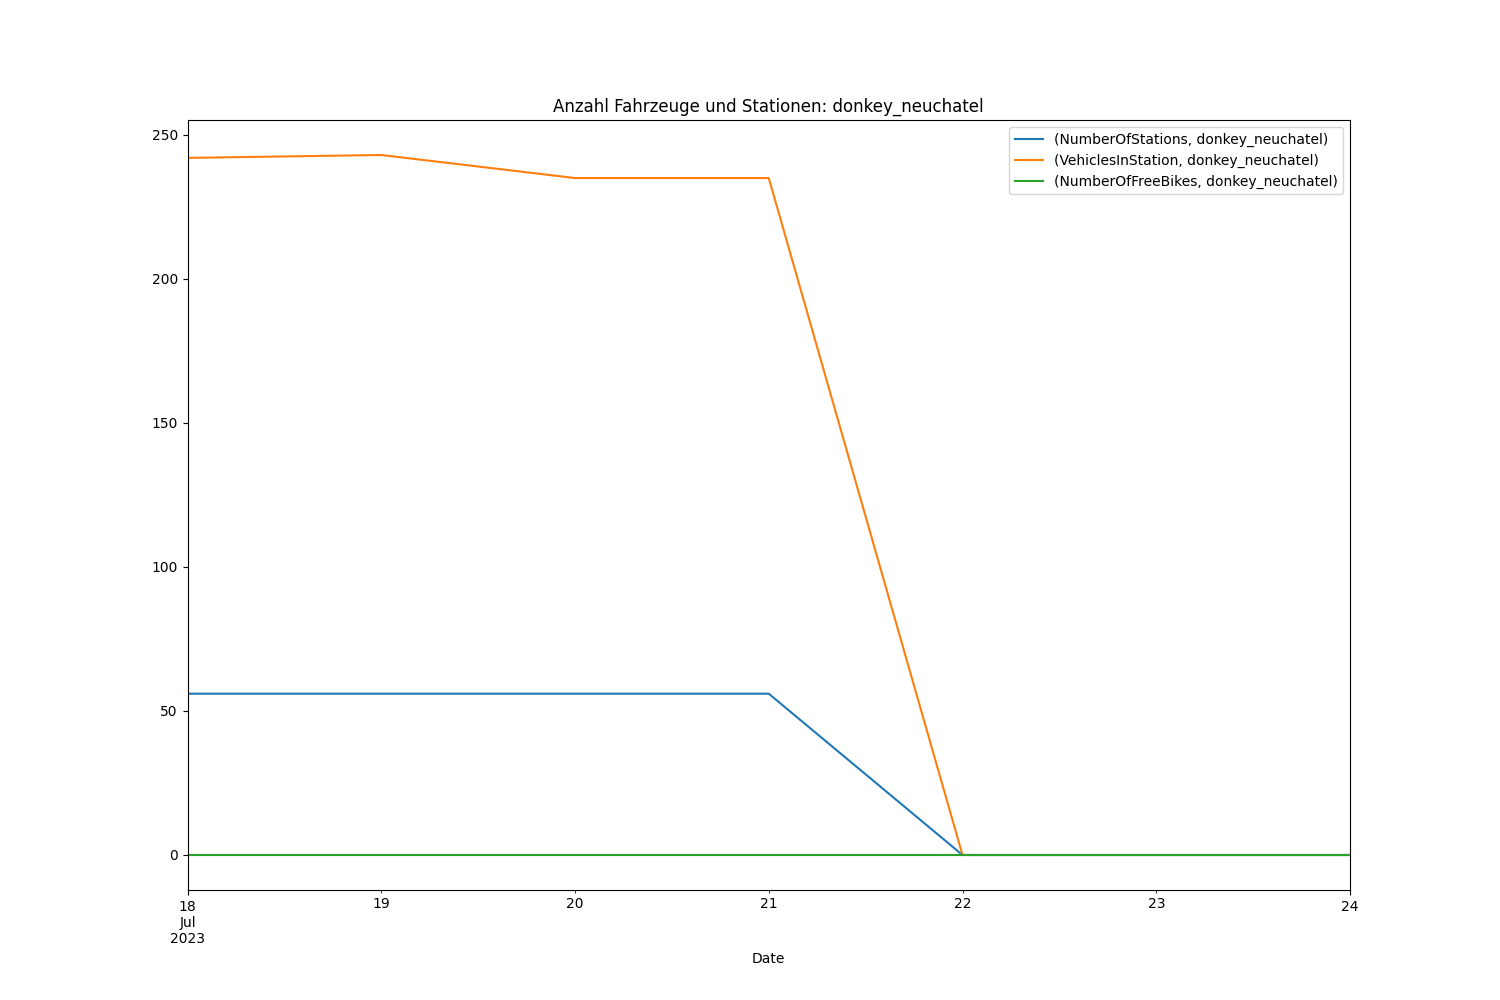 Anzahl Fahrzeuge und Stationen: donkey_neuchatel
(NumberOfStations, donkey_neuchatel)
(VehiclesInStation, donkey_neuchatel)
(NumberOfFreeBikes, donkey_neuchatel)
250
200
150
100
50
0
18 19 20 21 22 23 24
Jul
2023
Date